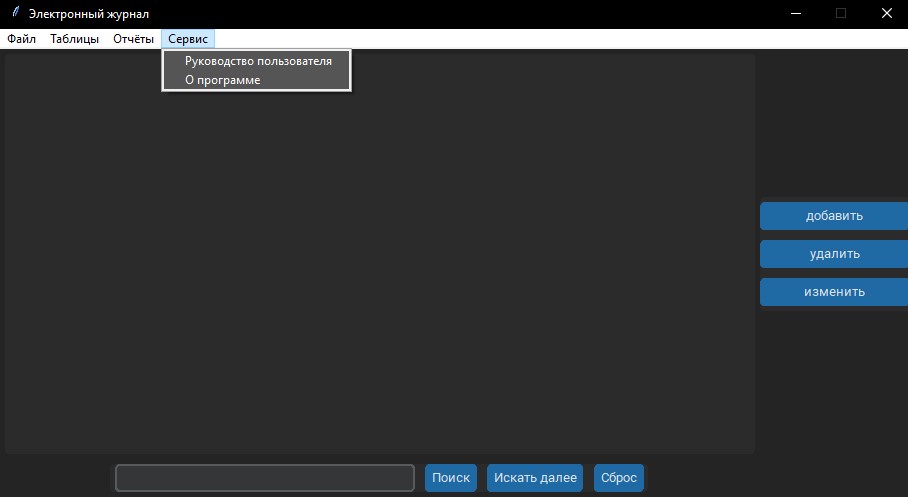 Электронный журнал
Файл Таблицы Отчёты Сервис
Руководство пользователя
О программе
добавить
удалить
изменить
Поиск Искать далее Сброс